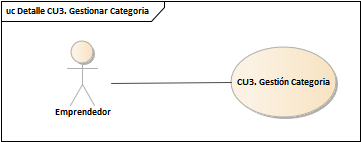 uc Detalle CU3. Gestionar Categoria
CU3. Gestión Categoria
Emprendedor